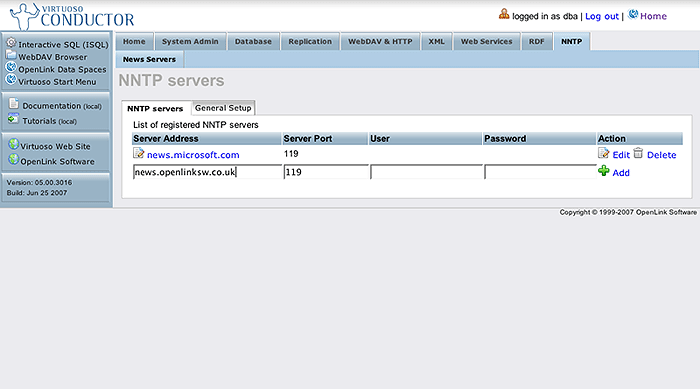 VIRTUOSO
CONDUCTOR
logged in as dba | Log out | Home
Interactive SQL (ISQL)
WebDAV Browser
OpenLink Data Spaces
Virtuoso Start Menu
Documentation (local)
Tutorials (local)
Virtuoso Web Site
OpenLink Software
Version: 05.00.3016
Build: Jun 25 2007
Home System Admin Database Replication WebDAV & HTTP XML Web Services RDF NNTP
News Servers
NNTP servers
NNTP servers General Setup
List of registered NNTP servers
Server Address Server Port User Password Action
news.microsoft.com 119 Edit Delete
news.openlinksw.co.uk 119 Add
Copyright © 1999-2007 OpenLink Software